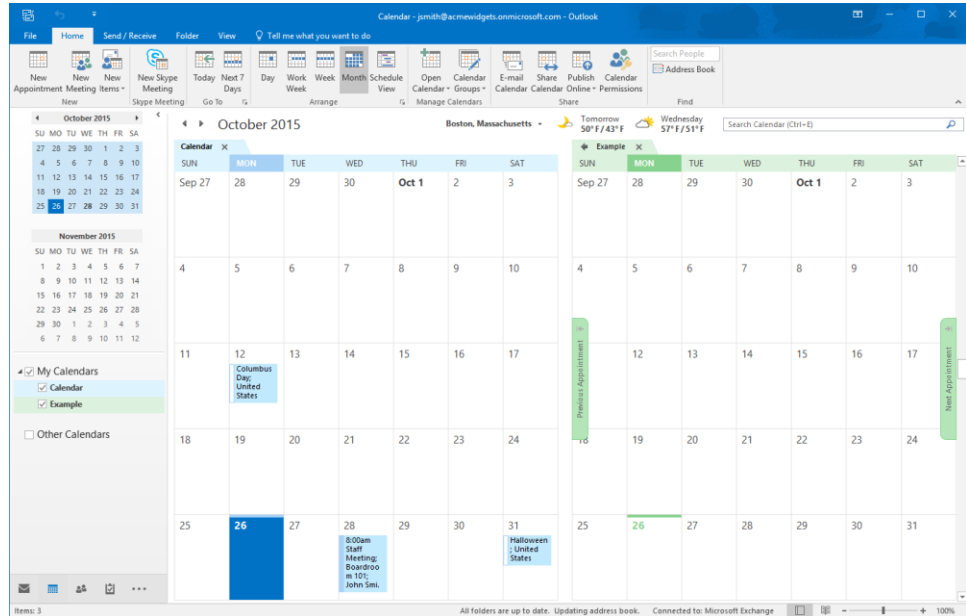 Calendar - jsmith@acmewidgets.onmicrosoft.com - Outlook
File Home Send / Receive Folder View Tell me what you want to do
New Appointment
New Meeting
New Items
New Skype Meeting
Today
Next 7 Days
Day
Work Week
Week
Month
Schedule View
Open Calendar
Calendar Groups
E-mail Calendar
Share Calendar
Publish Online
Calendar Permissions
Search People
Address Book
New Skype Meeting Go To Arrange Manage Calendars Share Find
October 2015
SU MO TU WE TH FR SA
27 28 29 30 1 2 3
4 5 6 7 8 9 10
11 12 13 14 15 16 17
18 19 20 21 22 23 24
25 26 27 28 29 30 31
November 2015
SU MO TU WE TH FR SA
1 2 3 4 5 6 7
8 9 10 11 12 13 14
15 16 17 18 19 20 21
22 23 24 25 26 27 28
29 30 1 2 3 4 5
6 7 8 9 10 11 12
My Calendars
Calendar
Example
Other Calendars
October 2015
Boston, Massachusetts
Tomorrow
50°F/43°F
Wednesday
57°F/51°F
Search Calendar (Ctrl+E)
Calendar
SUN MON TUE WED THU FRI SAT
Sep 27 28 29 30 Oct 1 2 3
4 5 6 7 8 9 10
11 12 13 14 15 16 17
Columbus
Day;
United
States
18 19 20 21 22 23 24
25 26 27 28 29 30 31
8:00am
Staff
Meeting;
Boardroo
m 101;
John Smi.
Halloween
; United
States
Example
SUN MON TUE WED THU FRI SAT
Sep 27 28 29 30 Oct 1 2 3
4 5 6 7 8 9 10
12 13 14 15 16 17
Previous Appointment
Next Appointment
18 19 20 21 22 23 24
25 26 27 28 29 30 31
Items: 3
All folders are up to date. Updating address book. Connected to: Microsoft Exchange 100%